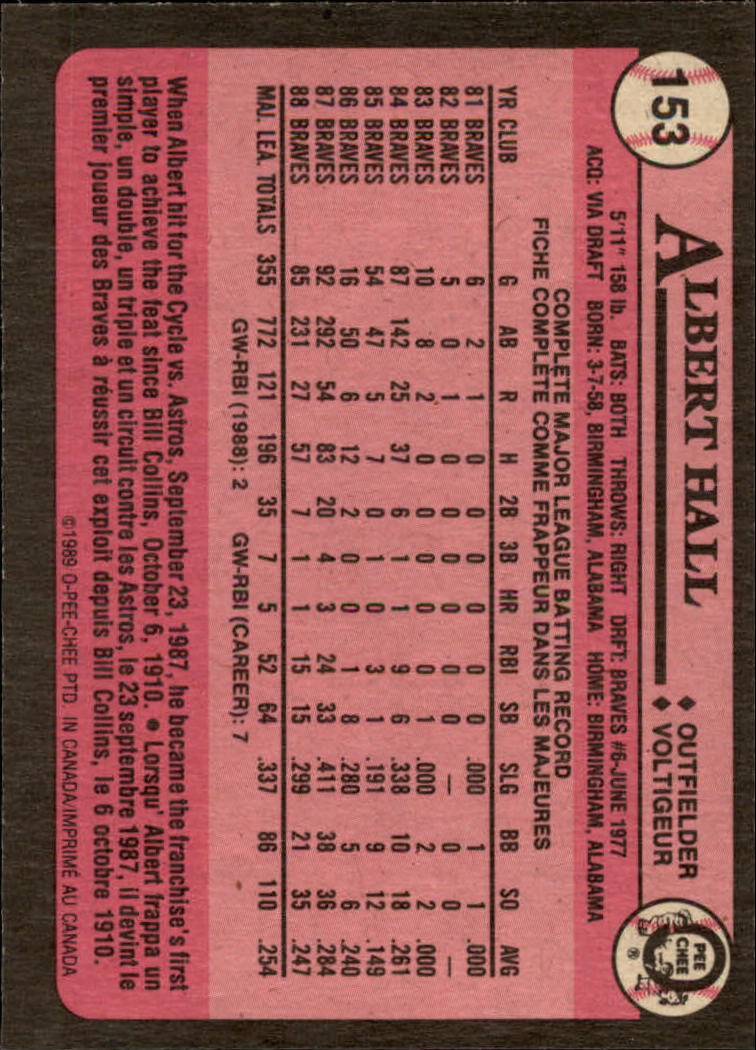 153
ALBERT HALL
♦ OUTFIELDER
♦ VOLTIGEUR
O PEE CHEE ®
5'11" 158 lb. BATS: BOTH THROWS: RIGHT DRFT: BRAVES #6-JUNE 1977
ACQ: VIA DRAFT BORN: 3-7-58, BIRMINGHAM, ALABAMA HOME: BIRMINGHAM, ALABAMA
COMPLETE MAJOR LEAGUE BATTING RECORD
FICHE COMPLÈTE COMME FRAPPEUR DANS LES MAJEURES
YR CLUB G AB R H 2B 3B HR RBI SB SLG BB SO AVG
81 BRAVES 6 2 1 0 0 0 0 0 0 .000 1 1 .000
82 BRAVES 5 0 1 0 0 0 0 0 0 — 0 0 —
83 BRAVES 10 8 2 0 0 0 0 0 1 .000 2 2 .000
84 BRAVES 87 142 25 37 6 1 1 9 6 .338 10 18 .261
85 BRAVES 54 47 5 7 0 1 0 3 1 .191 9 12 .149
86 BRAVES 16 50 6 12 2 0 0 1 8 .280 5 6 .240
87 BRAVES 92 292 54 83 20 4 3 24 33 .411 38 36 .284
88 BRAVES 85 231 27 57 7 1 1 15 15 .299 21 35 .247
MAJ. LEA. TOTALS 355 772 121 196 35 7 5 52 64 .337 86 110 .254
GW-RBI (1988): 2 GW-RBI (CAREER): 7
When Albert hit for the Cycle vs. Astros, September 23, 1987, he became the franchise's first
player to achieve the feat since Bill Collins, October, 6, 1910. ● Lorsqu' Albert frappa un
simple, un double, un triple et un circuit contre les Astros, le 23 septembre 1987, il devint le
premier joueur des Braves à réussir cet exploit depuis Bill Collins, le 6 octobre 1910.
©1989 O-PEE-CHEE PTD. IN CANADA/IMPRIMÉ AU CANADA